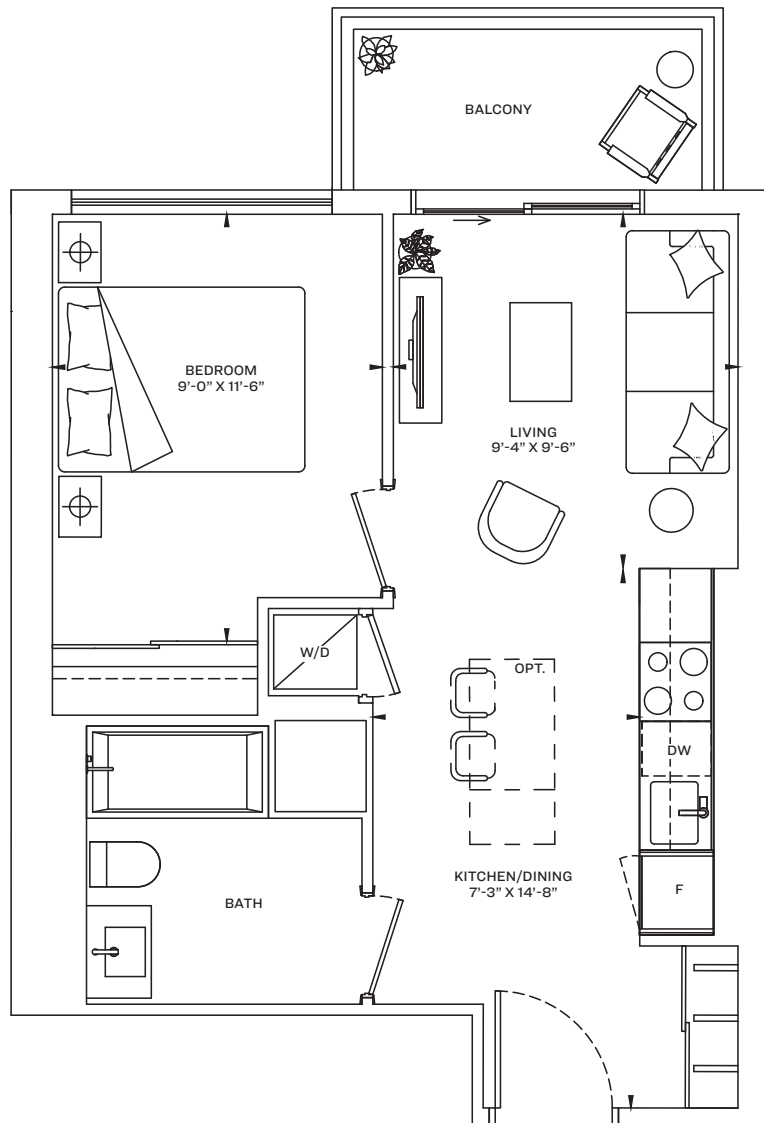 BALCONY
BEDROOM
9’-0” X 11’-6”
LIVING
9’-4” X 9’-6”
W/D
OPT.
DW
KITCHEN/DINING
7’-3” X 14’-8”
F
BATH